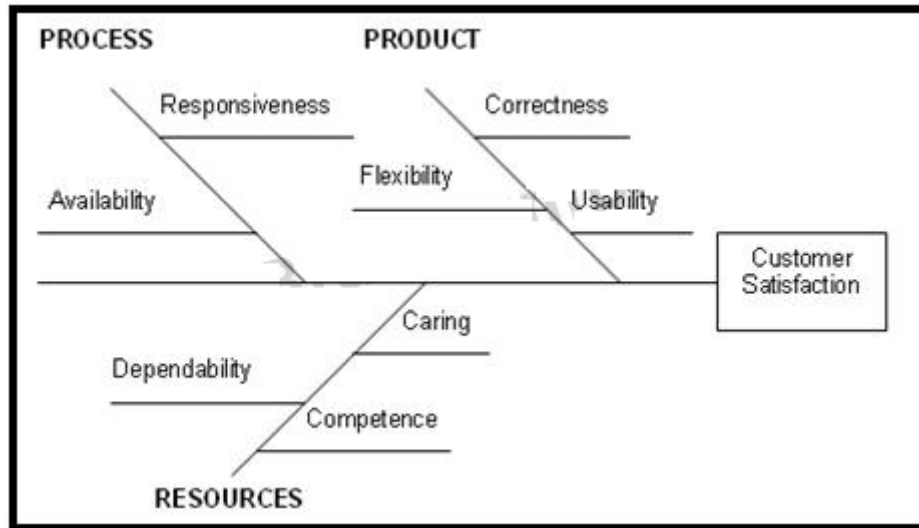 PROCESS
PRODUCT
Responsiveness
Correctness
Flexibility
Availability
Usability
Customer
Satisfaction
Caring
Dependability
Competence
RESOURCES